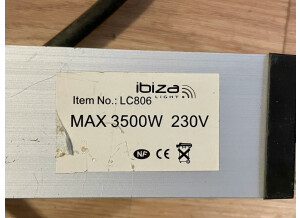 ibiza
LIGHT
Item No.: LC806
MAX 3500W 230V
NF CE